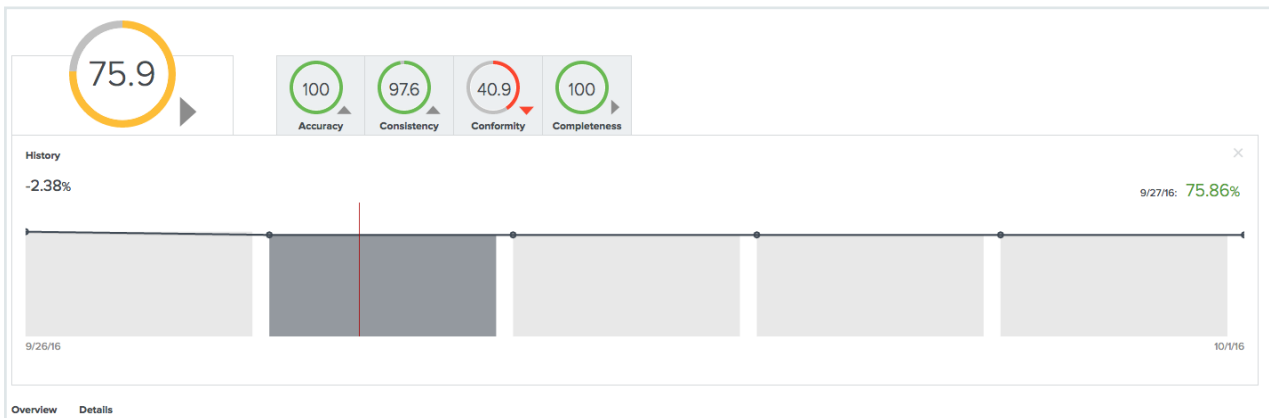 75.9
100 97.6 40.9 100
Accuracy Consistency Conformity Completeness
History
-2.38%
9/27/16: 75.86%
9/26/16 10/1/16
Overview Details